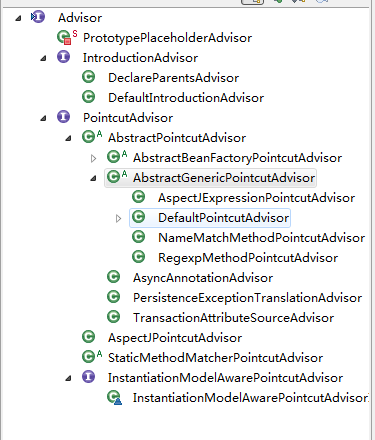 Advisor
S PrototypePlaceholderAdvisor
IntroductionAdvisor
DeclareParentsAdvisor
DefaultIntroductionAdvisor
PointcutAdvisor
A AbstractPointcutAdvisor
A AbstractBeanFactoryPointcutAdvisor
A AbstractGenericPointcutAdvisor
AspectJExpressionPointcutAdvisor
DefaultPointcutAdvisor
NameMatchMethodPointcutAdvisor
RegexpMethodPointcutAdvisor
AsyncAnnotationAdvisor
PersistenceExceptionTranslationAdvisor
TransactionAttributeSourceAdvisor
AspectJPointcutAdvisor
A StaticMethodMatcherPointcutAdvisor
InstantiationModelAwarePointcutAdvisor
InstantiationModelAwarePointcutAdvisor